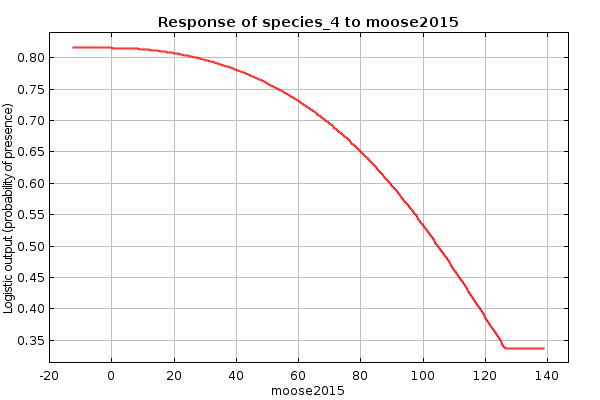 Response of species_4 to moose2015
Logistic output (probability of presence)
0.80
0.75
0.70
0.65
0.60
0.55
0.50
0.45
0.40
0.35
-20 0 20 40 60 80 100 120 140
moose2015